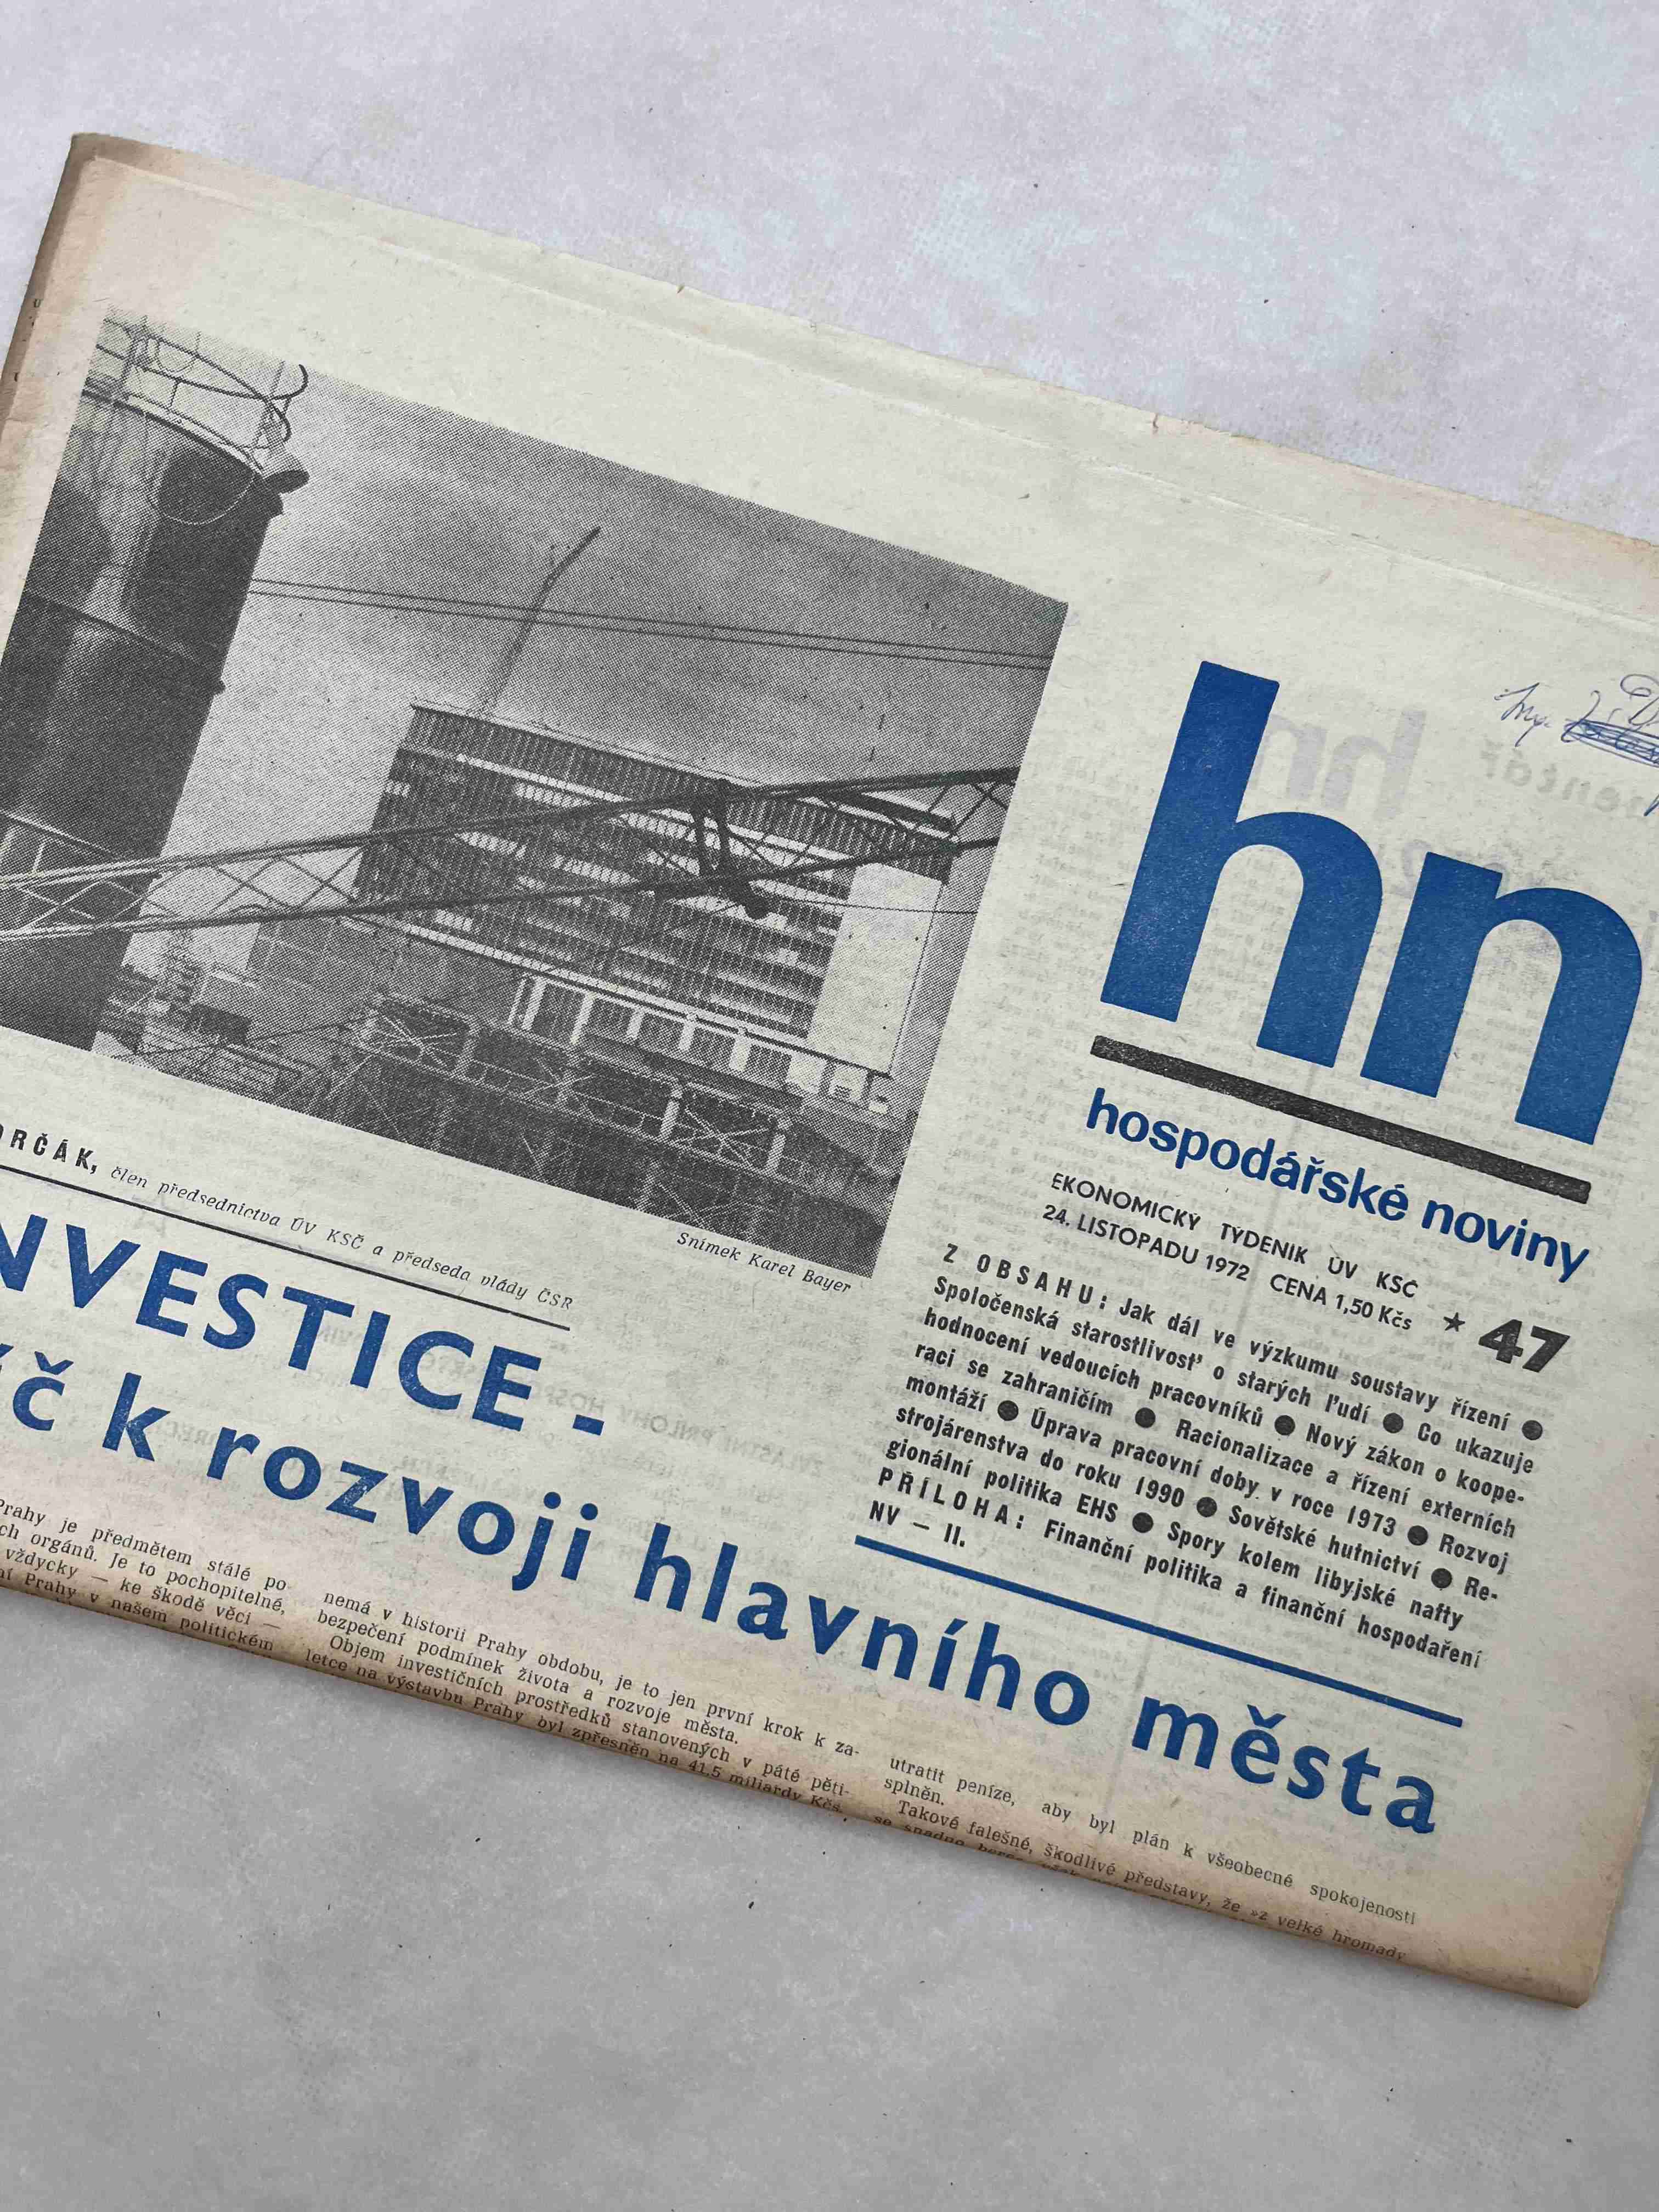 hn
hospodářské noviny
EKONOMICKÝ TÝDENIK ÚV KSČ
24. LISTOPADU 1972 CENA 1,50 Kčs ★ 47
Z OBSAHU: Jak dál ve výzkumu soustavy řízení ●
Spoločenská starostlivosť o starých ľudí ● Co ukazuje
hodnocení vedoucích pracovníků ● Nový zákon o koope-
raci se zahraničím ● Racionalizace a řízení externích
montáží ● Úprava pracovní doby v roce 1973 ● Rozvoj
strojárenstva do roku 1990 ● Sovětské hutnictví ● Re-
gionální politika EHS ● Spory kolem libyjské nafty
PŘÍLOHA: Finanční politika a finanční hospodaření
NV — II.
Snímek Karel Bayer
ORČÁK, člen předsednictva ÚV KSČ a předseda vlády ČSR
NVESTICE -
č k rozvoji hlavního města
Prahy je předmětem stálé po-
ch orgánů. Je to pochopitelné,
vždycky — ke škodě věci —
ní Prahy v našem politickém
nemá v historii Prahy obdobu, je to jen první krok k za-
bezpečení podmínek života a rozvoje města.
Objem investičních prostředků stanovených v páté pěti-
letce na výstavbu Prahy byl zpřesněn na 41,5 miliardy Kčs,
utratit peníze, aby byl plán k všeobecné spokojenosti
splněn.
Takové falešné, škodlivé představy, že »z velké hromady
se snadno
Ing.